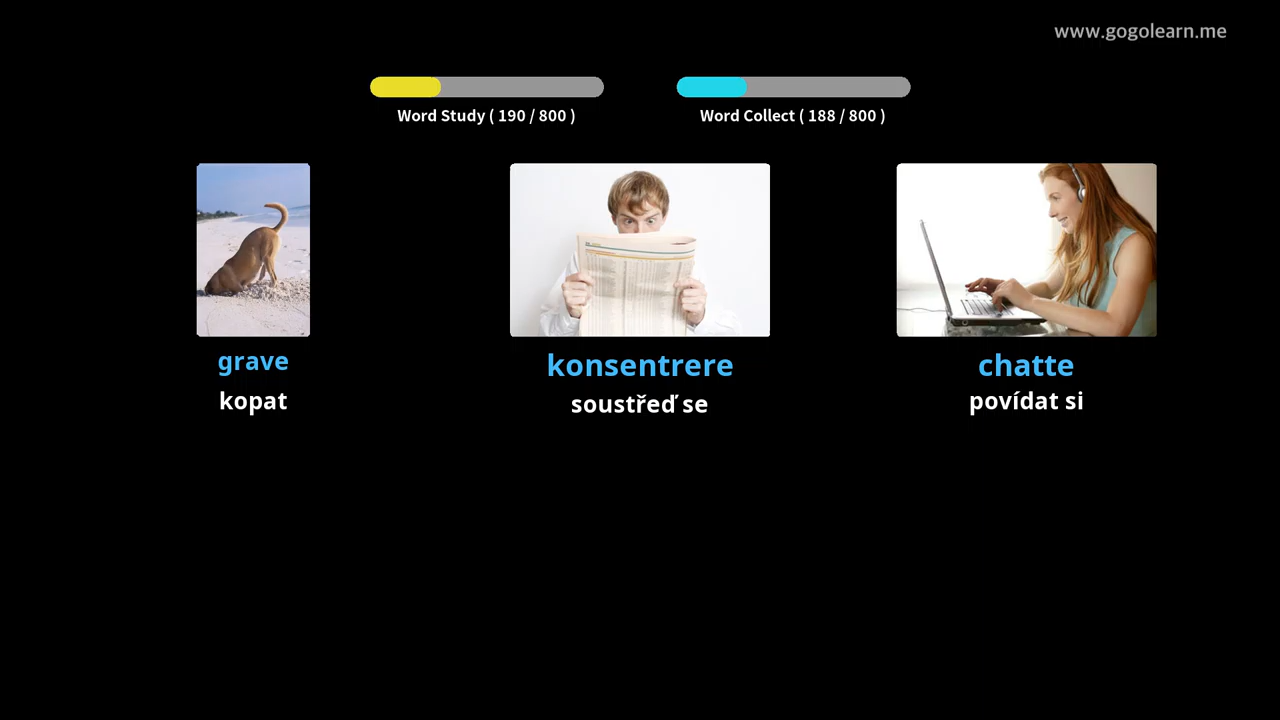 www.gogolearn.me
Word Study ( 190 / 800 )
Word Collect ( 188 / 800 )
grave
konsentrere
chatte
kopat
soustřeď se
povídat si